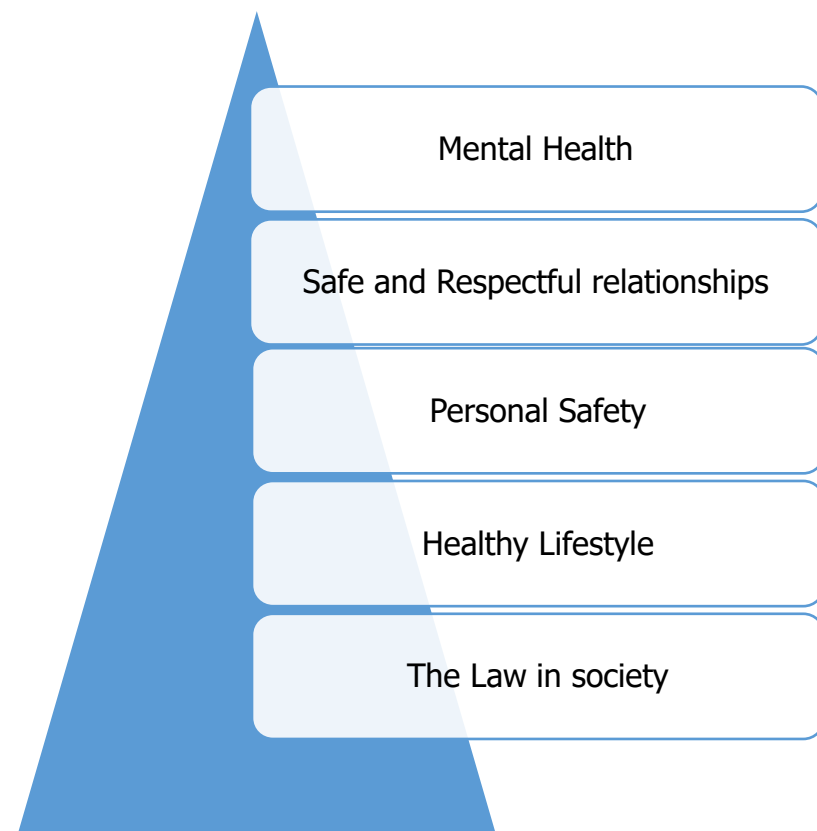 Mental Health
Safe and Respectful relationships
Personal Safety
Healthy Lifestyle
The Law in society